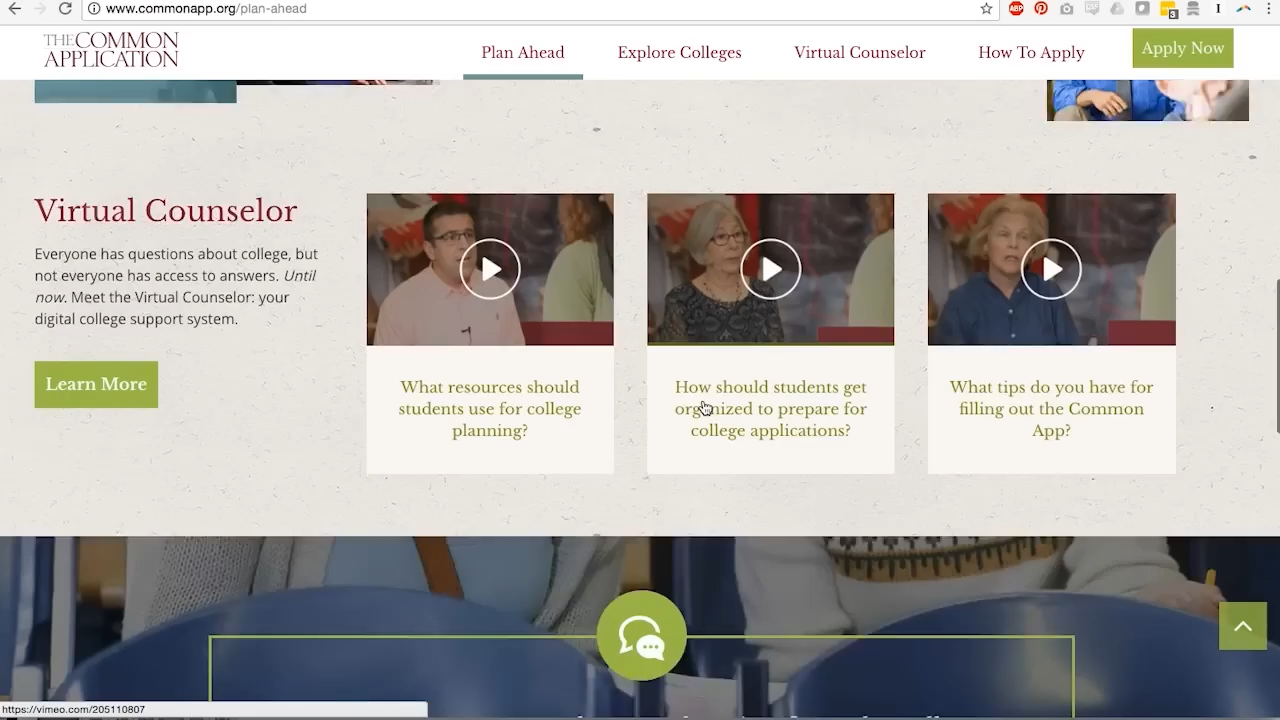 www.commonapp.org/plan-ahead
ABP
3
THE COMMON
APPLICATION
Plan Ahead
Explore Colleges
Virtual Counselor
How To Apply
Apply Now
Virtual Counselor
Everyone has questions about college, but
not everyone has access to answers. Until
now. Meet the Virtual Counselor: your
digital college support system.
Learn More
What resources should
students use for college
planning?
How should students get
organized to prepare for
college applications?
What tips do you have for
filling out the Common
App?
https://vimeo.com/205110807